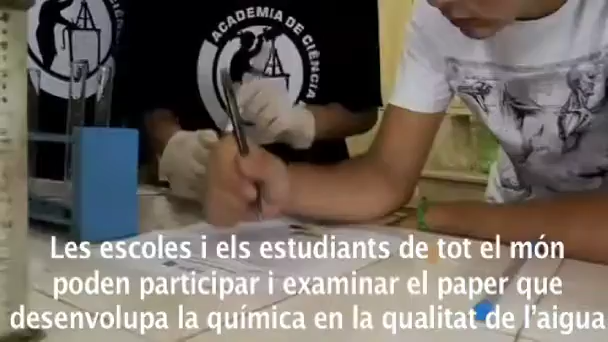 ACADEMIA DE CIÊNCIA
Les escoles i els estudiants de tot el món
poden participar i examinar el paper que
desenvolupa la química en la qualitat de l'aigua